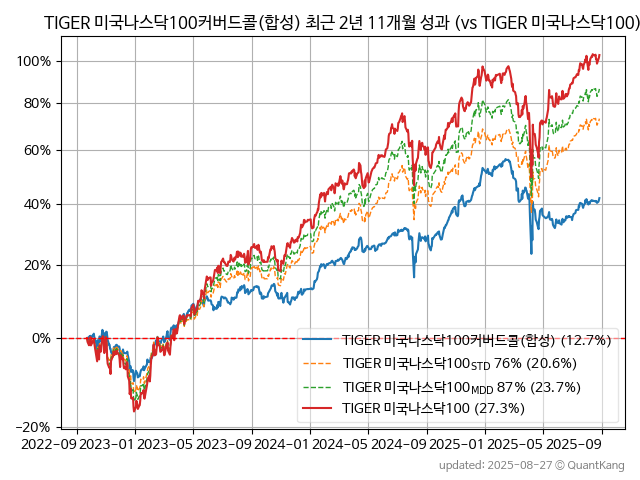 TIGER 미국나스닥100커버드콜(합성) 최근 2년 11개월 성과 (vs TIGER 미국나스닥100)
100%
80%
60%
40%
20%
0%
−20%
TIGER 미국나스닥100커버드콜(합성) (12.7%)
TIGER 미국나스닥100STD 76% (20.6%)
TIGER 미국나스닥100MDD 87% (23.7%)
TIGER 미국나스닥100 (27.3%)
2022-09 2023-01 2023-05 2023-09 2024-01 2024-05 2024-09 2025-01 2025-05 2025-09
updated: 2025-08-27 © QuantKang